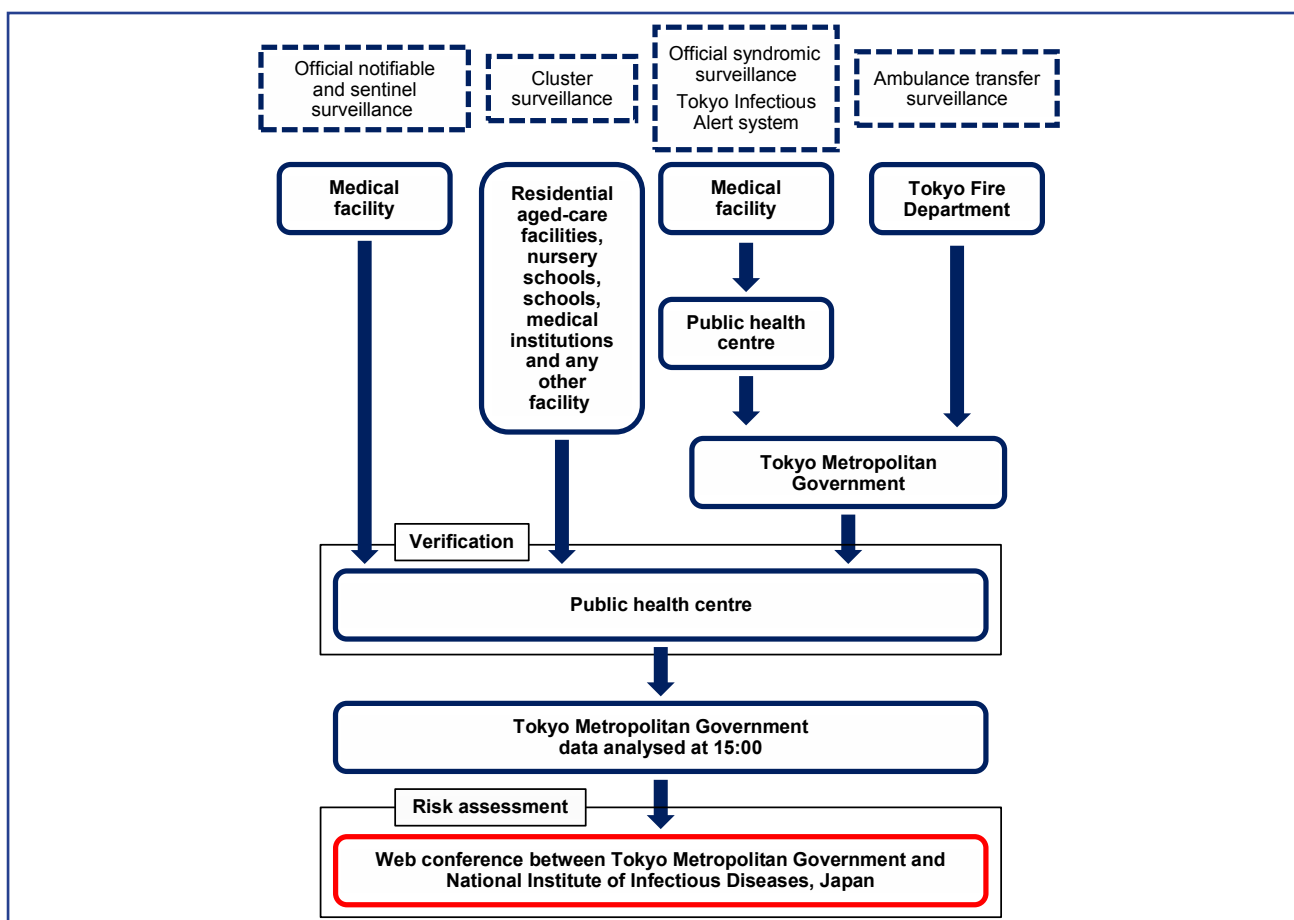 Official notifiable
and sentinel
surveillance
Cluster
surveillance
Official syndromic
surveillance
Tokyo Infectious
Alert system
Ambulance transfer
surveillance
Medical
facility
Residential
aged-care
facilities,
nursery
schools,
schools,
medical
institutions
and any
other
facility
Medical
facility
Tokyo Fire
Department
Public health
centre
Tokyo Metropolitan
Government
Verification
Public health centre
Tokyo Metropolitan Government
data analysed at 15:00
Risk assessment
Web conference between Tokyo Metropolitan Government and
National Institute of Infectious Diseases, Japan